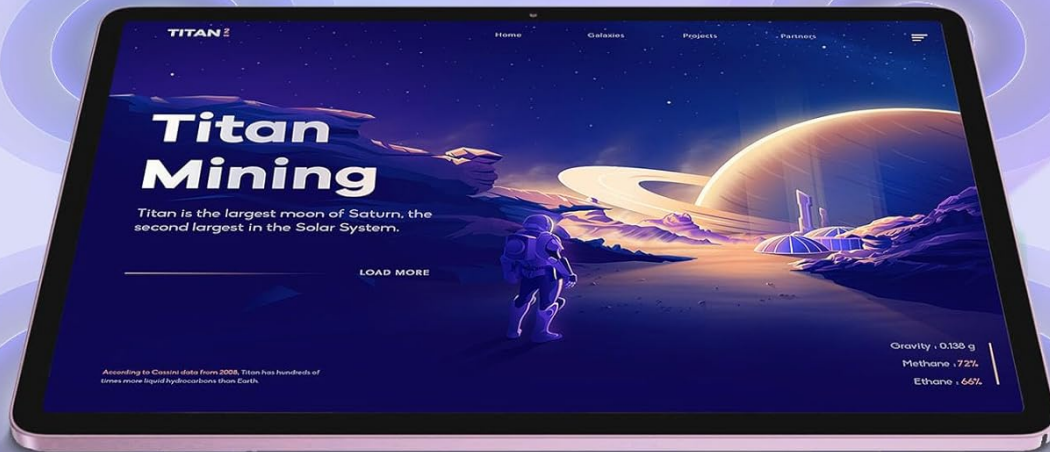 TITAN
Home
Galaxies
Projects
Partners
Titan
Mining
Titan is the largest moon of Saturn, the
second largest in the Solar System.
LOAD MORE
According to Cassini data from 2008, Titan has hundreds of
times more liquid hydrocarbons than Earth.
Gravity : 0.138 g
Methane : 72%
Ethane : 66%